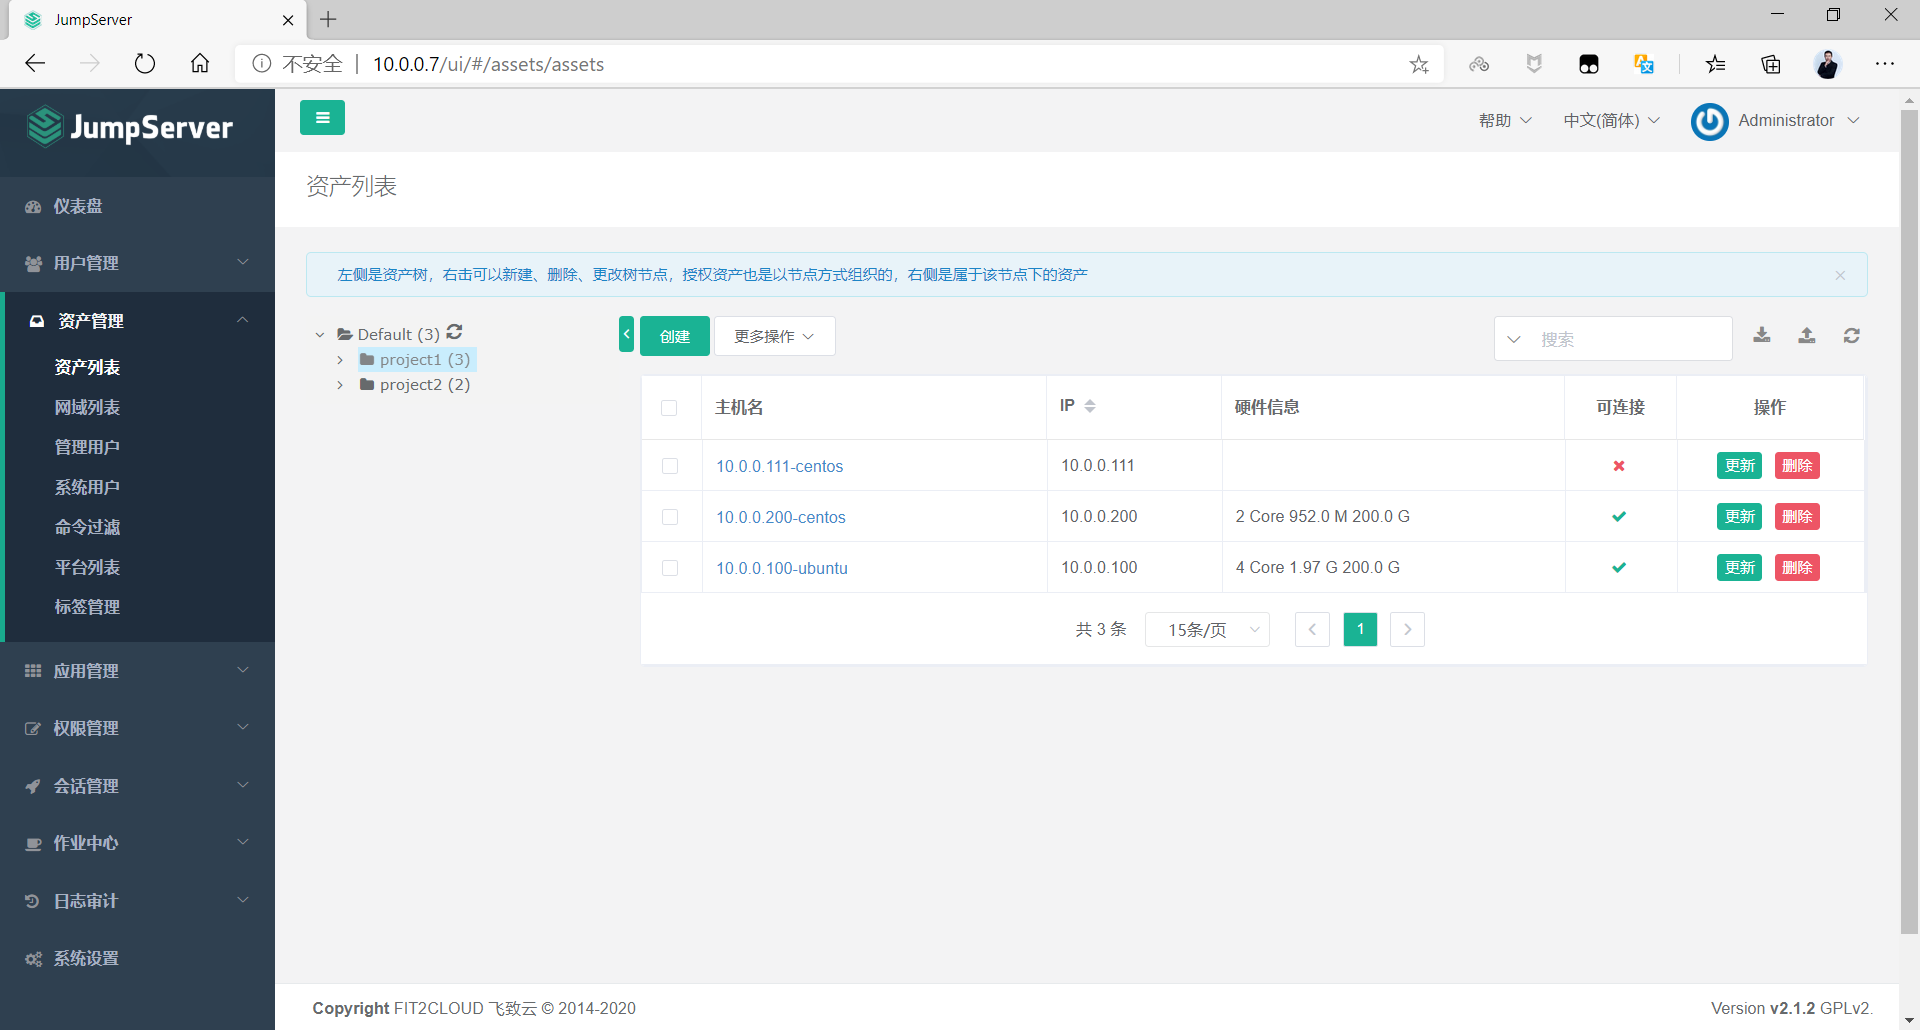 JumpServer
不安全 | 10.0.0.7/ui/#/assets/assets
JumpServer
帮助 中文(简体) Administrator
仪表盘
用户管理
资产管理
资产列表
网域列表
管理用户
系统用户
命令过滤
平台列表
标签管理
应用管理
权限管理
会话管理
作业中心
日志审计
系统设置
资产列表
左侧是资产树，右击可以新建、删除、更改树节点，授权资产也是以节点方式组织的，右侧是属于该节点下的资产
Default (3)
project1 (3)
project2 (2)
创建 更多操作 搜索
主机名 IP 硬件信息 可连接 操作
10.0.0.111-centos 10.0.0.111 更新 删除
10.0.0.200-centos 10.0.0.200 2 Core 952.0 M 200.0 G 更新 删除
10.0.0.100-ubuntu 10.0.0.100 4 Core 1.97 G 200.0 G 更新 删除
共 3 条 15条/页 1
Copyright FIT2CLOUD 飞致云 © 2014-2020
Version v2.1.2 GPLv2.